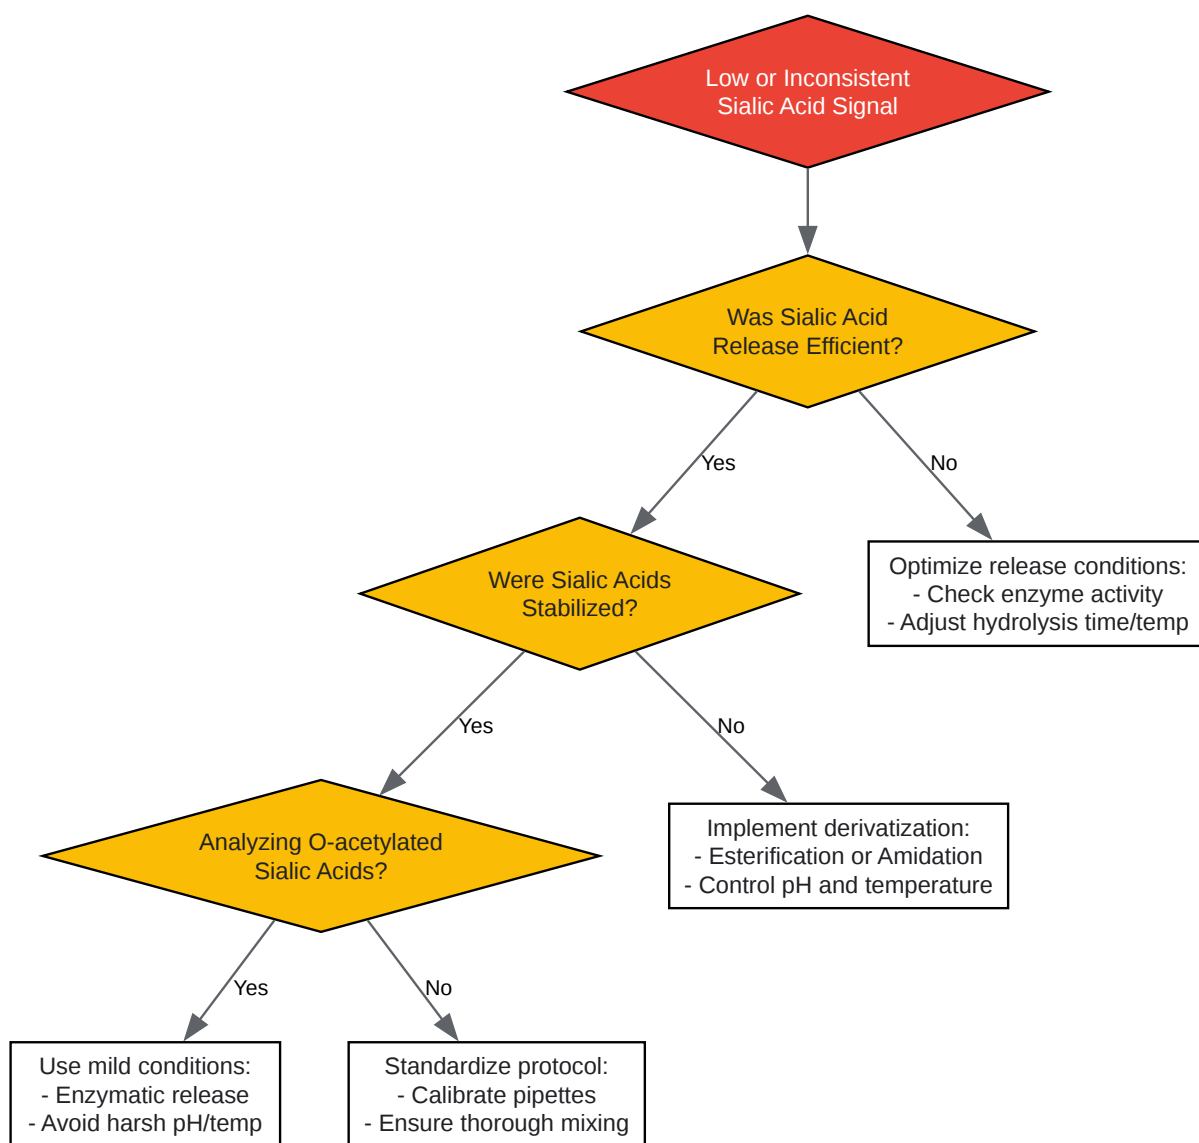 Low or Inconsistent
Sialic Acid Signal
Was Sialic Acid
Release Efficient?
Yes
No
Were Sialic Acids
Stabilized?
Optimize release conditions:
- Check enzyme activity
- Adjust hydrolysis time/temp
Yes
No
Analyzing O-acetylated
Sialic Acids?
Implement derivatization:
- Esterification or Amidation
- Control pH and temperature
Yes
No
Use mild conditions:
- Enzymatic release
- Avoid harsh pH/temp
Standardize protocol:
- Calibrate pipettes
- Ensure thorough mixing